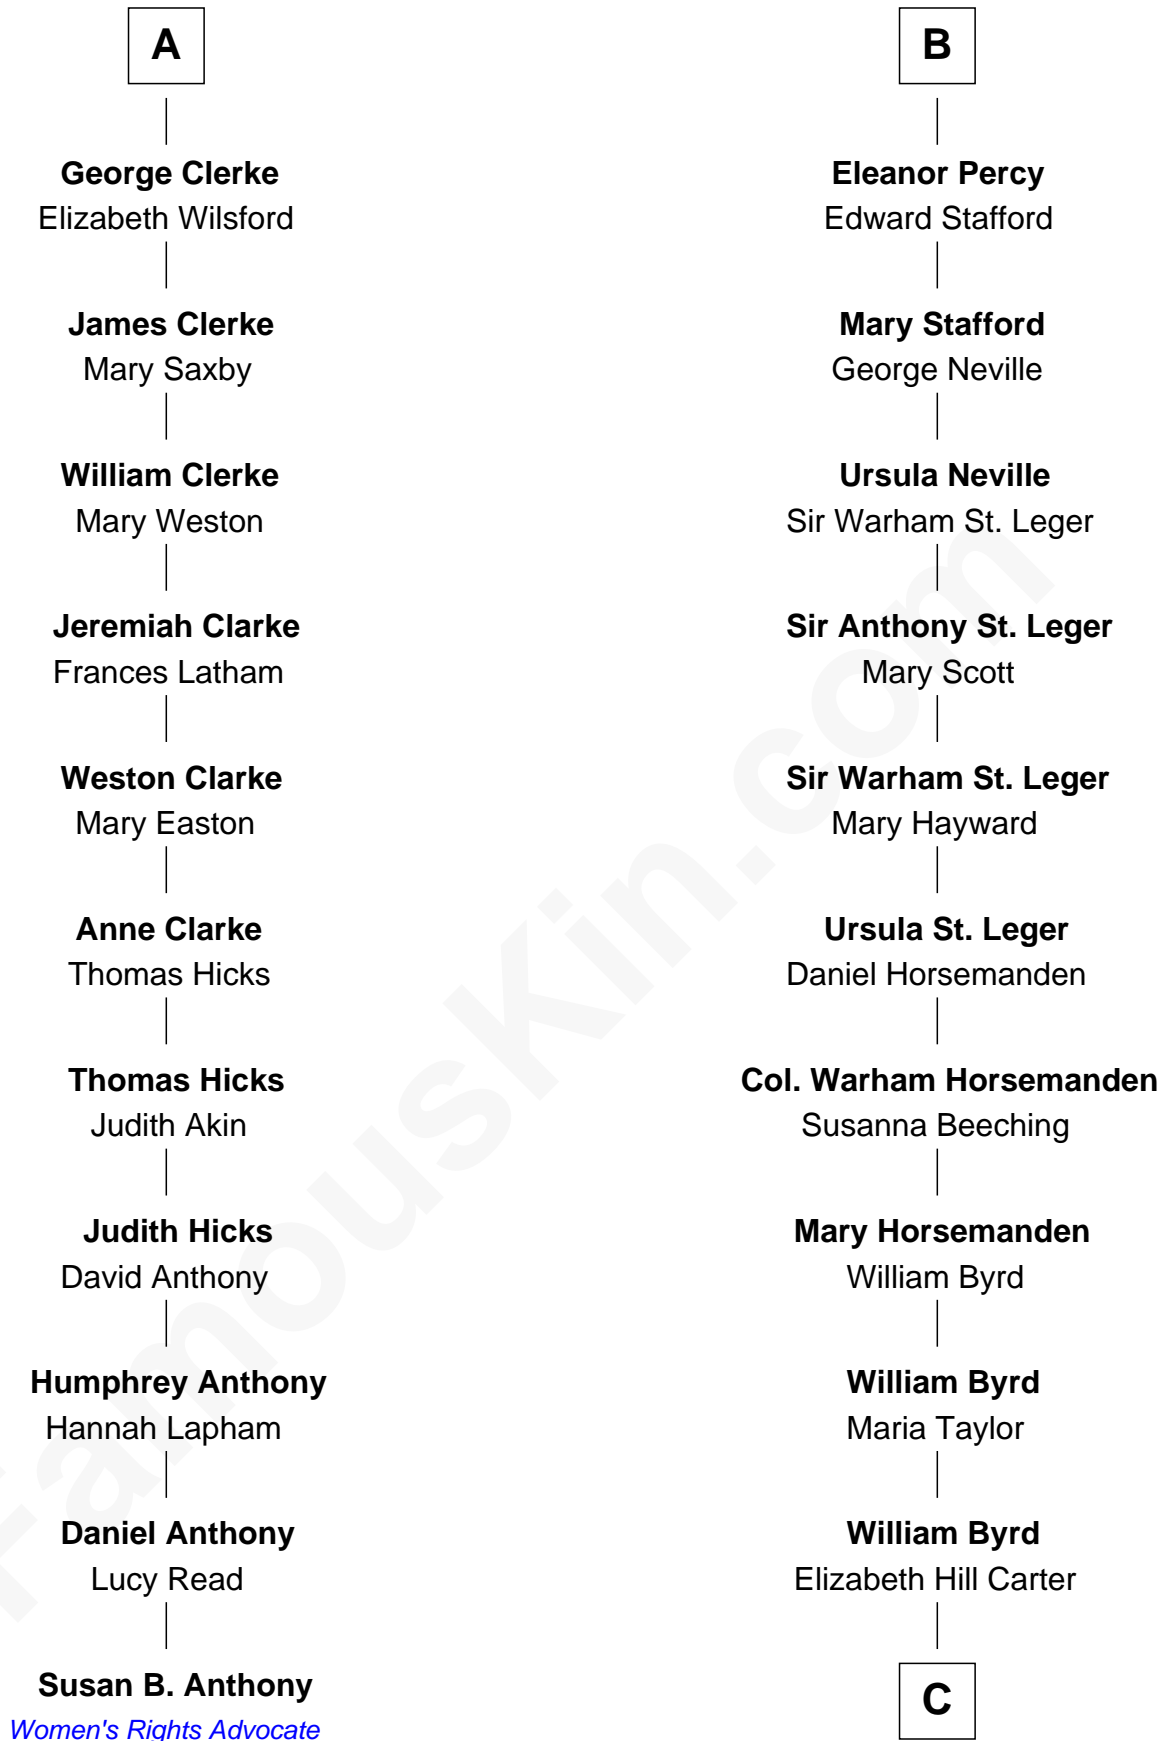 A
George Clerke
Elizabeth Wilsford
James Clerke
Mary Saxby
William Clerke
Mary Weston
Jeremiah Clarke
Frances Latham
Weston Clarke
Mary Easton
Anne Clarke
Thomas Hicks
Thomas Hicks
Judith Akin
Judith Hicks
David Anthony
Humphrey Anthony
Hannah Lapham
Daniel Anthony
Lucy Read
Susan B. Anthony
Women's Rights Advocate
B
Eleanor Percy
Edward Stafford
Mary Stafford
George Neville
Ursula Neville
Sir Warham St. Leger
Sir Anthony St. Leger
Mary Scott
Sir Warham St. Leger
Mary Hayward
Ursula St. Leger
Daniel Horsemanden
Col. Warham Horsemanden
Susanna Beeching
Mary Horsemanden
William Byrd
William Byrd
Maria Taylor
William Byrd
Elizabeth Hill Carter
C
FamousKin.com